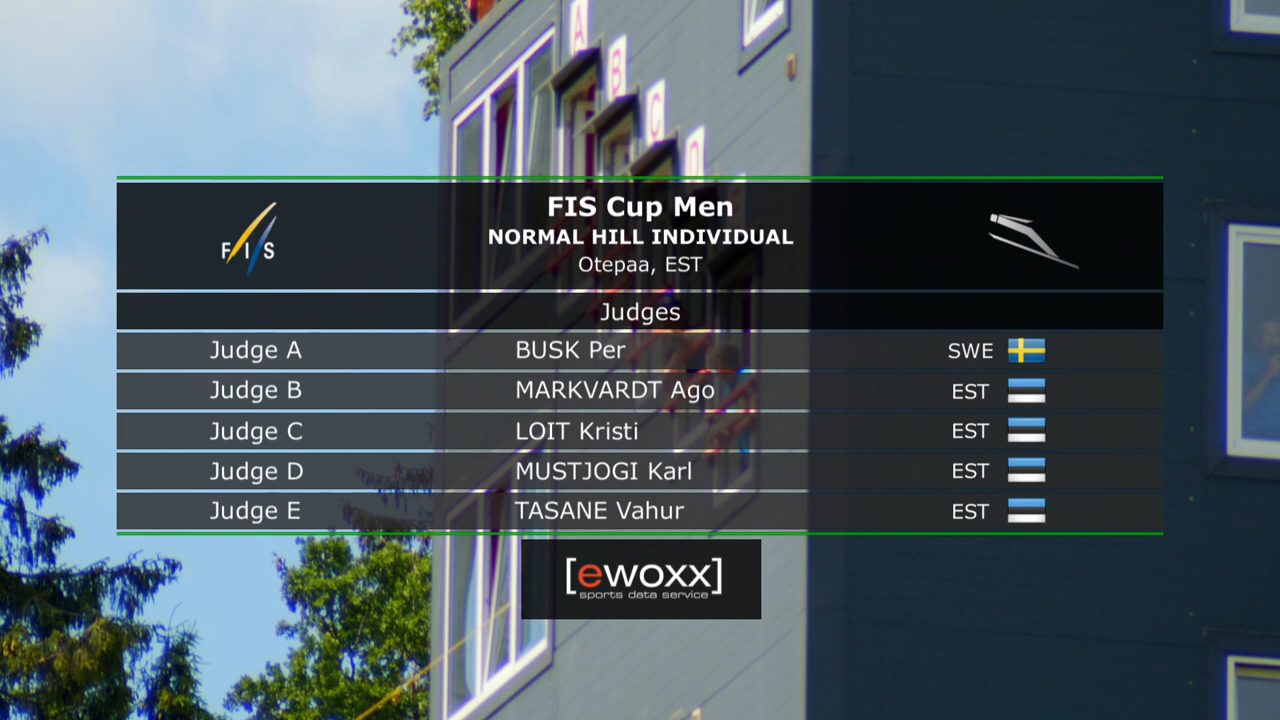 A
B
C
D
FIS
FIS Cup Men
NORMAL HILL INDIVIDUAL
Otepaa, EST
Judges
Judge A BUSK Per SWE
Judge B MARKVARDT Ago EST
Judge C LOIT Kristi EST
Judge D MUSTJOGI Karl EST
Judge E TASANE Vahur EST
[ewoxx]
sports data service